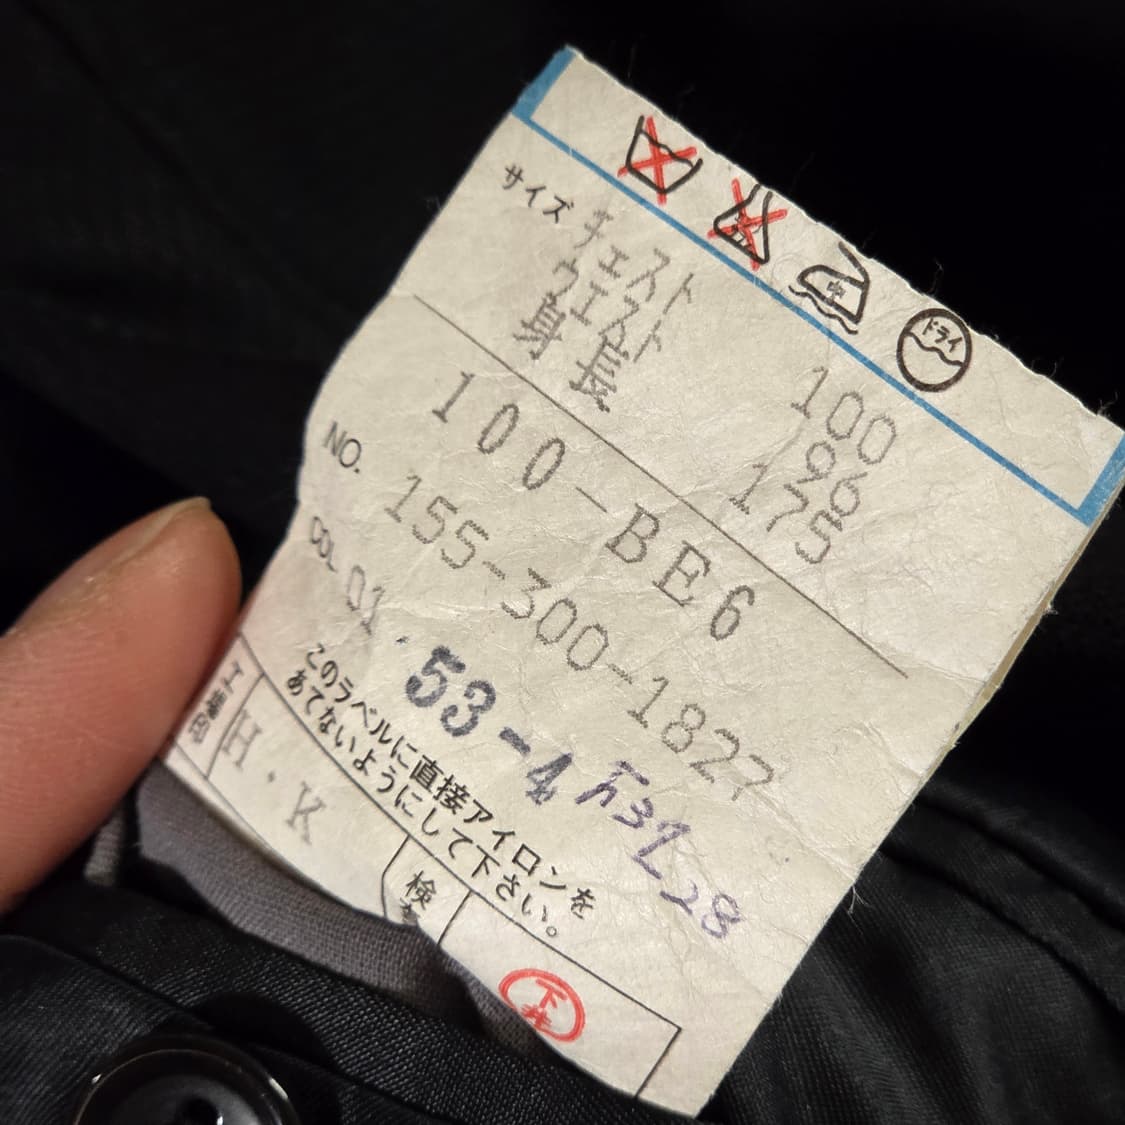 ドライ
サイズ
チェスト 100
ウエスト 96
身長 175
100-BE6
NO. 155-300-1827
COL 01
53-4
このラベルに直接アイロンを
あてないようにして下さい。
H.K
検
下井